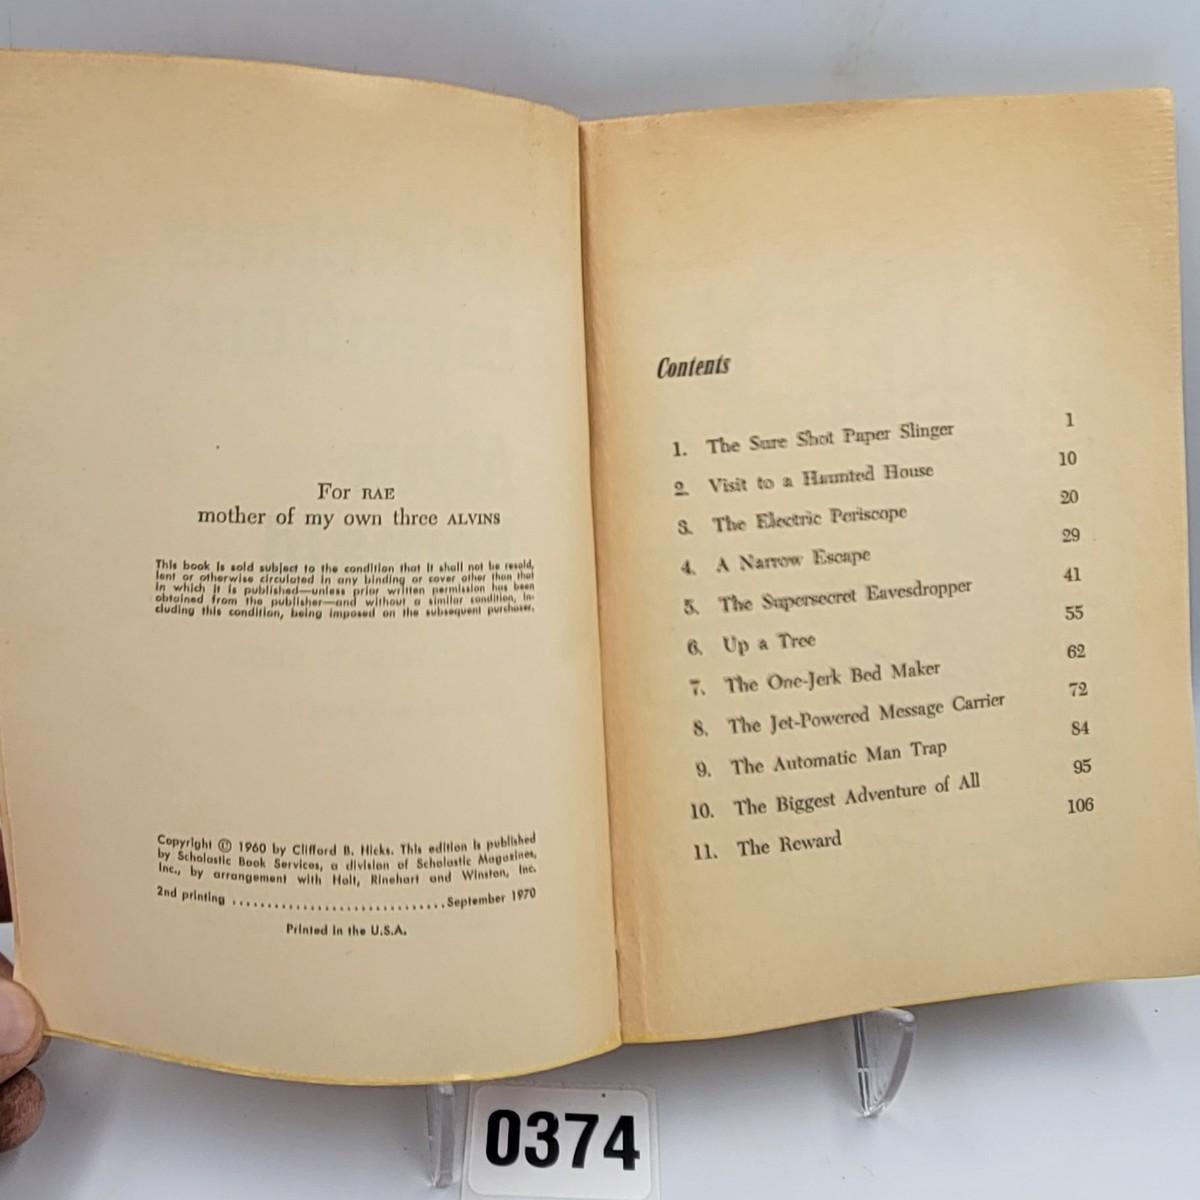 For RAE
mother of my own three ALVINS
This book is sold subject to the condition that it shall not be resold,
lent or otherwise circulated in any binding or cover other than that
in which it is published—unless prior written permission has been
obtained from the publisher—and without a similar condition, in-
cluding this condition, being imposed on the subsequent purchaser.
Copyright © 1960 by Clifford B. Hicks. This edition is published
by Scholastic Book Services, a division of Scholastic Magazines,
Inc., by arrangement with Holt, Rinehart and Winston, Inc.
2nd printing ..............................September 1970
Printed in the U.S.A.
Contents
1. The Sure Shot Paper Slinger 1
2. Visit to a Haunted House 10
3. The Electric Periscope 20
4. A Narrow Escape 29
5. The Supersecret Eavesdropper 41
6. Up a Tree 55
7. The One-Jerk Bed Maker 62
8. The Jet-Powered Message Carrier 72
9. The Automatic Man Trap 84
10. The Biggest Adventure of All 95
11. The Reward 106
0374